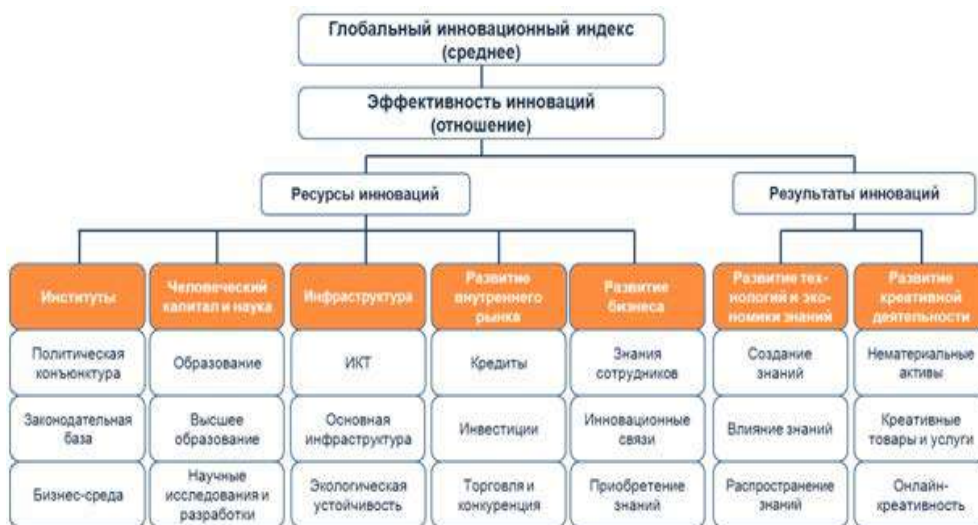 Глобальный инновационный индекс
(среднее)
Эффективность инноваций
(отношение)
Ресурсы инноваций
Результаты инноваций
Институты
Человеческий
капитал и наука
Инфраструктура
Развитие
внутреннего
рынка
Развитие
бизнеса
Развитие тех-
нологий и эко-
номики знаний
Развитие
креативной
деятельности
Политическая
конъюнктура
Образование
ИКТ
Кредиты
Знания
сотрудников
Создание
знаний
Нематериальные
активы
Законодательная
база
Высшее
образование
Основная
инфраструктура
Инвестиции
Инновационные
связи
Влияние знаний
Креативные
товары и услуги
Бизнес-среда
Научные
исследования и
разработки
Экологическая
устойчивость
Торговля и
конкуренция
Приобретение
знаний
Распространение
знаний
Онлайн-
креативность